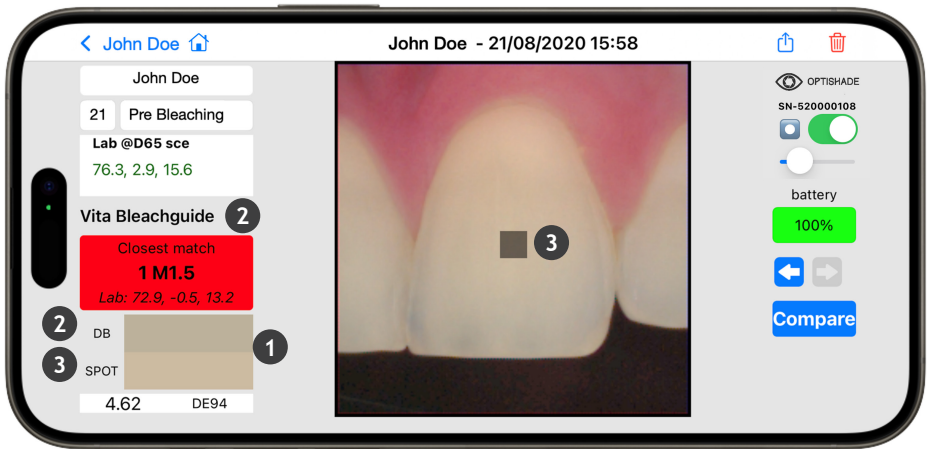 John Doe
John Doe - 21/08/2020 15:58
John Doe
21 Pre Bleaching
Lab @D65 sce
76.3, 2.9, 15.6
Vita Bleachguide 2
Closest match
1 M1.5
Lab: 72.9, -0.5, 13.2
2 DB
1
3 SPOT
4.62 DE94
3
OPTISHADE
SN-520000108
battery
100%
Compare